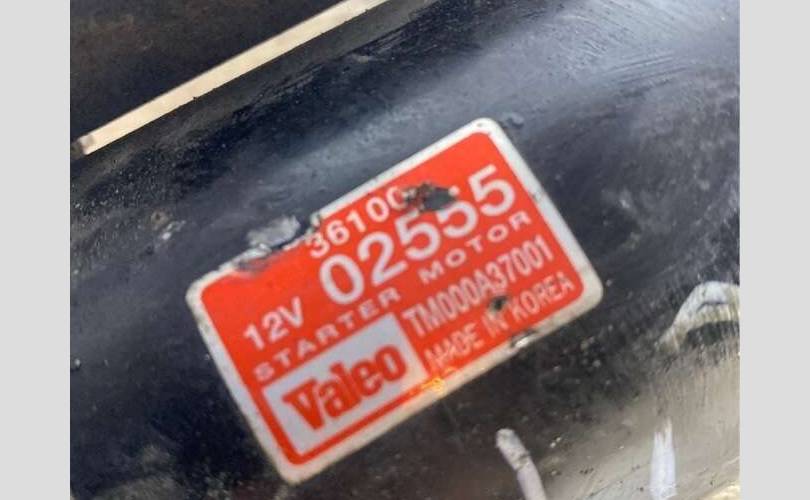 36100
12V 02555
STARTER MOTOR
Valeo TM000A37001
MADE IN KOREA